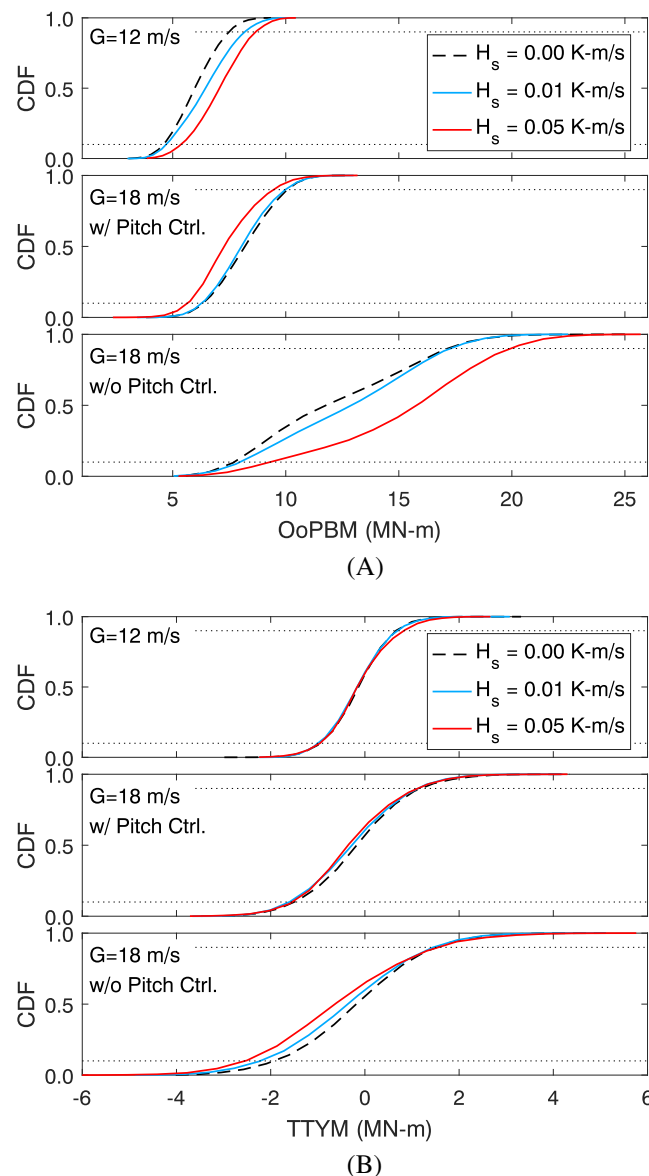 1.0
G=12 m/s
CDF
0.5
0.0
H_s = 0.00 K-m/s
H_s = 0.01 K-m/s
H_s = 0.05 K-m/s
1.0
G=18 m/s
w/ Pitch Ctrl.
CDF
0.5
0.0
1.0
G=18 m/s
w/o Pitch Ctrl.
CDF
0.5
0.0
5 10 15 20 25
OoPBM (MN-m)
(A)
1.0
G=12 m/s
CDF
0.5
0.0
H_s = 0.00 K-m/s
H_s = 0.01 K-m/s
H_s = 0.05 K-m/s
1.0
G=18 m/s
w/ Pitch Ctrl.
CDF
0.5
0.0
1.0
G=18 m/s
w/o Pitch Ctrl.
CDF
0.5
0.0
-6 -4 -2 0 2 4 6
TTYM (MN-m)
(B)